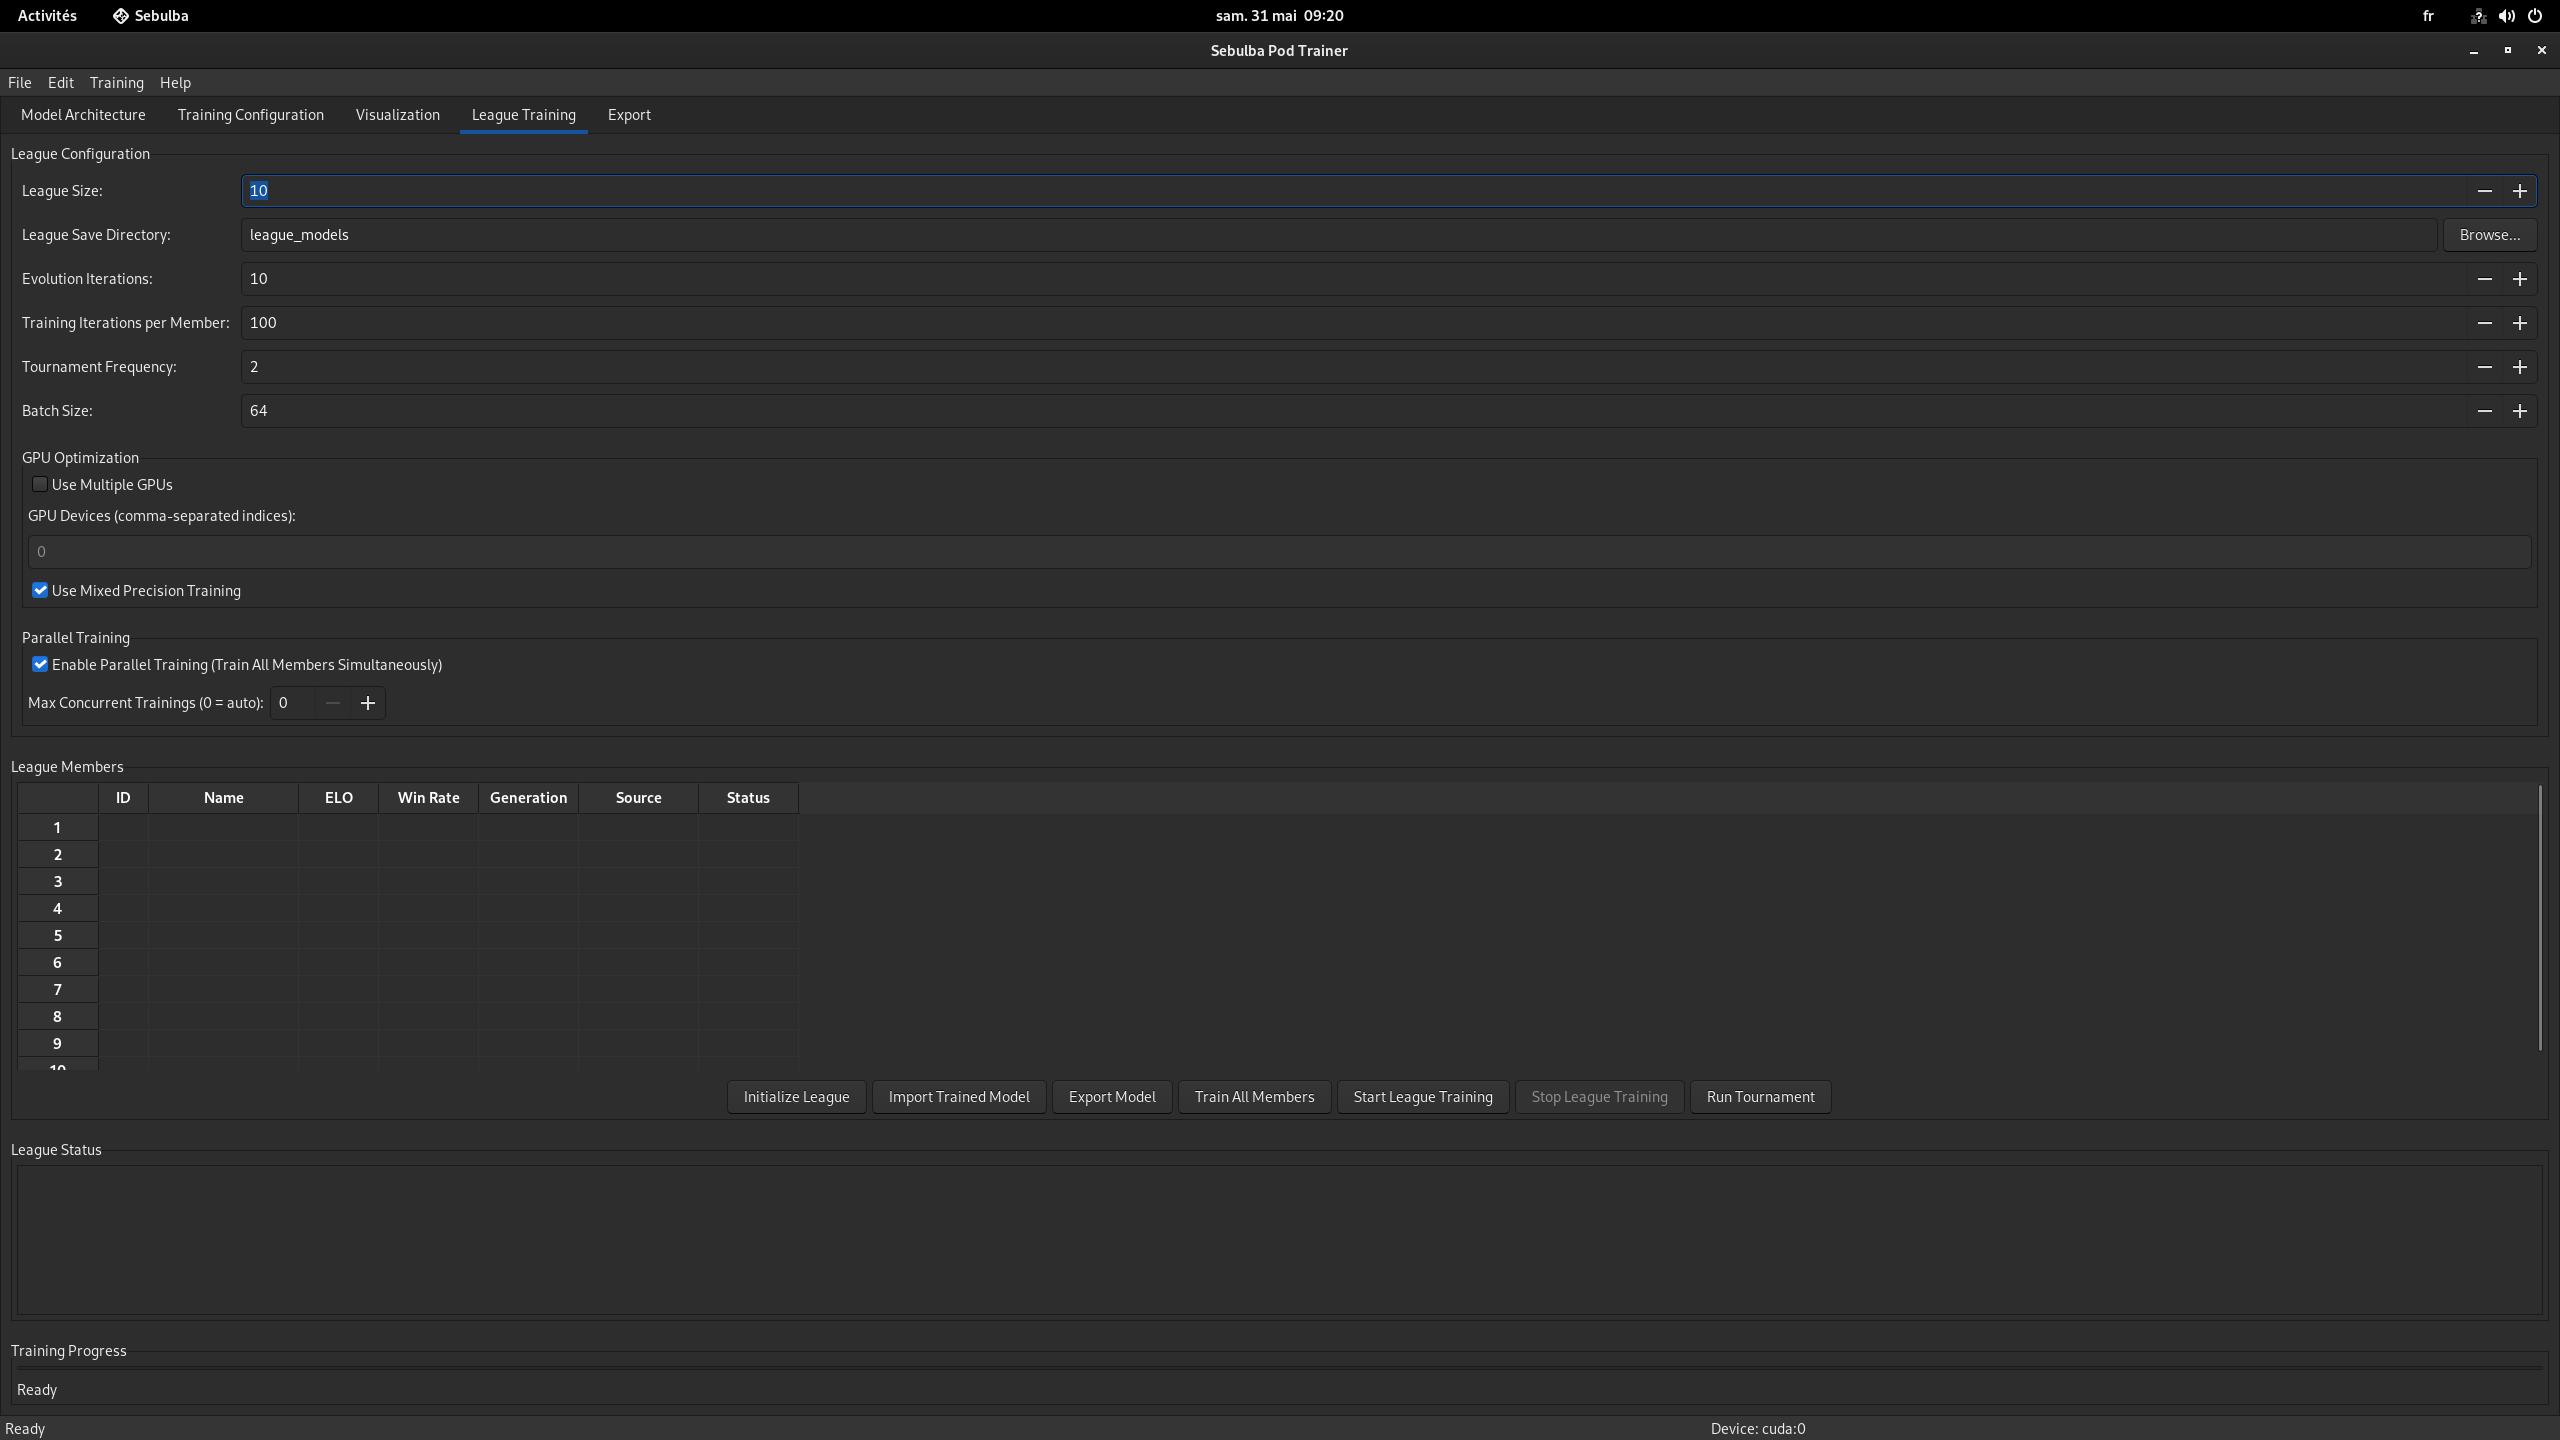 Activités Sebulba sam. 31 mai 09:20 fr
Sebulba Pod Trainer
File Edit Training Help
Model Architecture Training Configuration Visualization League Training Export
League Configuration
League Size: 10
League Save Directory: league_models Browse...
Evolution Iterations: 10
Training Iterations per Member: 100
Tournament Frequency: 2
Batch Size: 64
GPU Optimization
Use Multiple GPUs
GPU Devices (comma-separated indices):
0
Use Mixed Precision Training
Parallel Training
Enable Parallel Training (Train All Members Simultaneously)
Max Concurrent Trainings (0 = auto): 0
League Members
ID Name ELO Win Rate Generation Source Status
1
2
3
4
5
6
7
8
9
10
Initialize League Import Trained Model Export Model Train All Members Start League Training Stop League Training Run Tournament
League Status
Training Progress
Ready
Ready Device: cuda:0